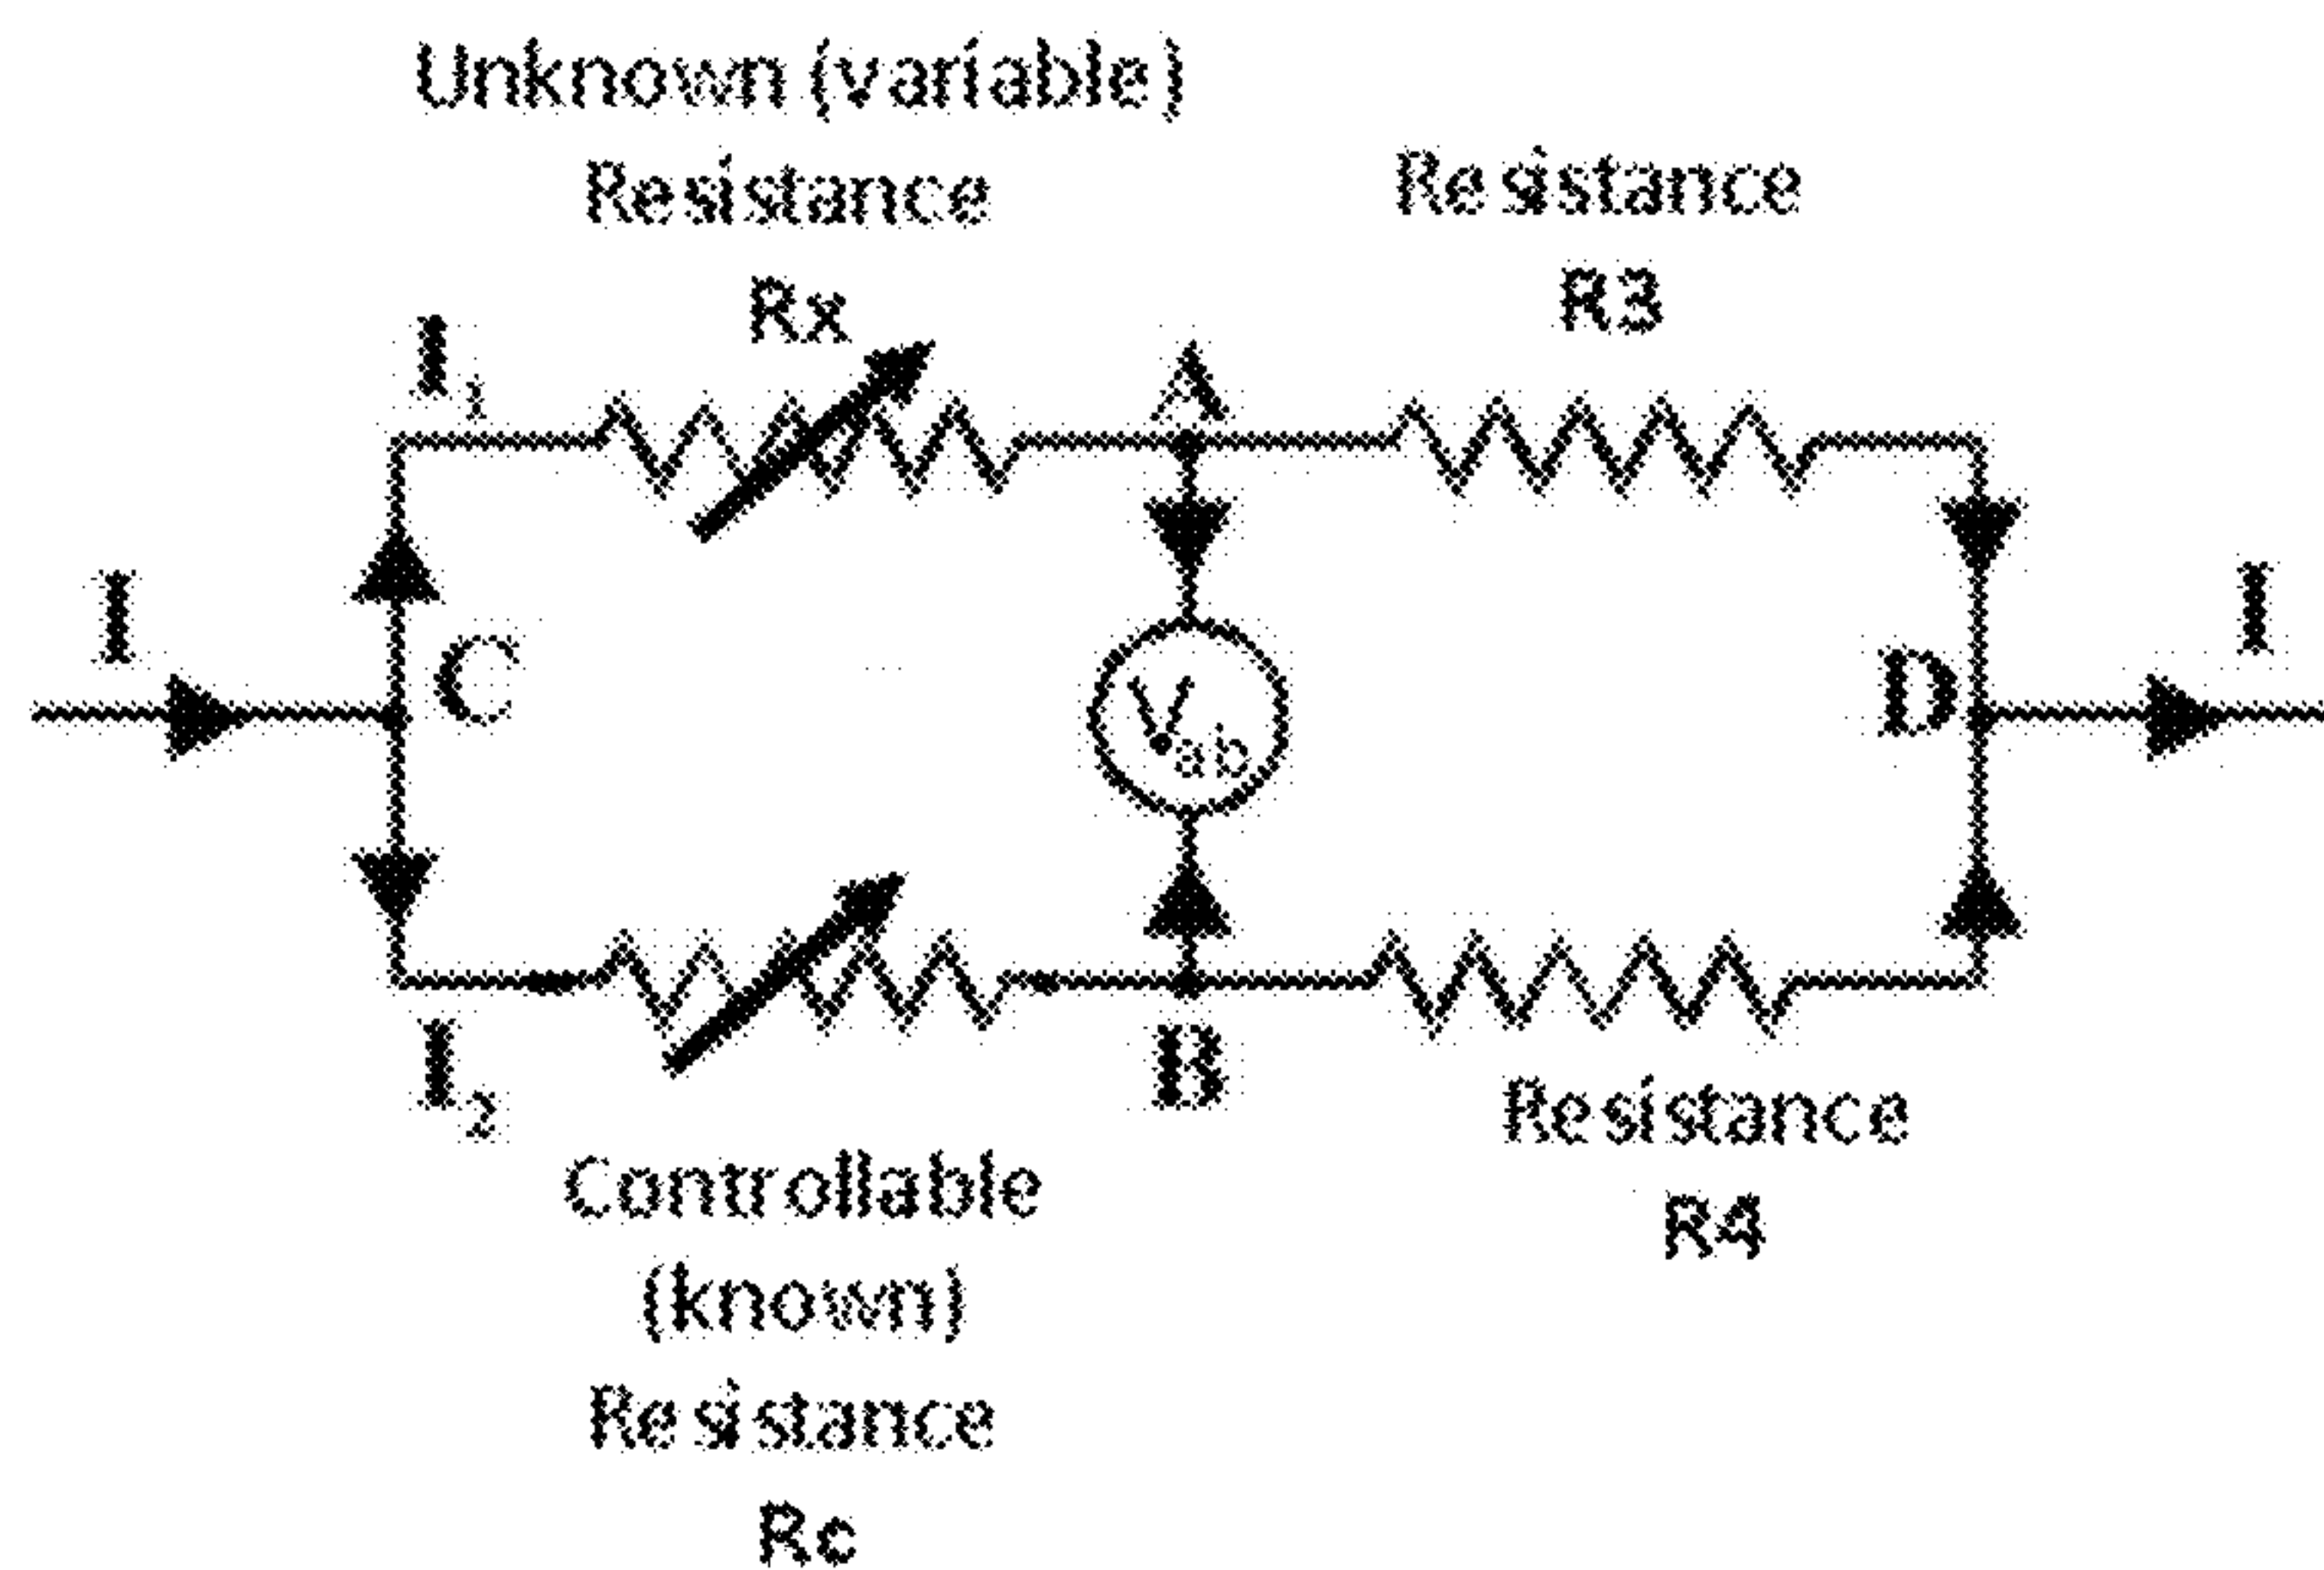 Unknown (variable)
Resistance
Rx
Resistance
R3
I1
A
I
C
Vab
D
I
I2
B
Controllable
(known)
Resistance
Rc
Resistance
R4